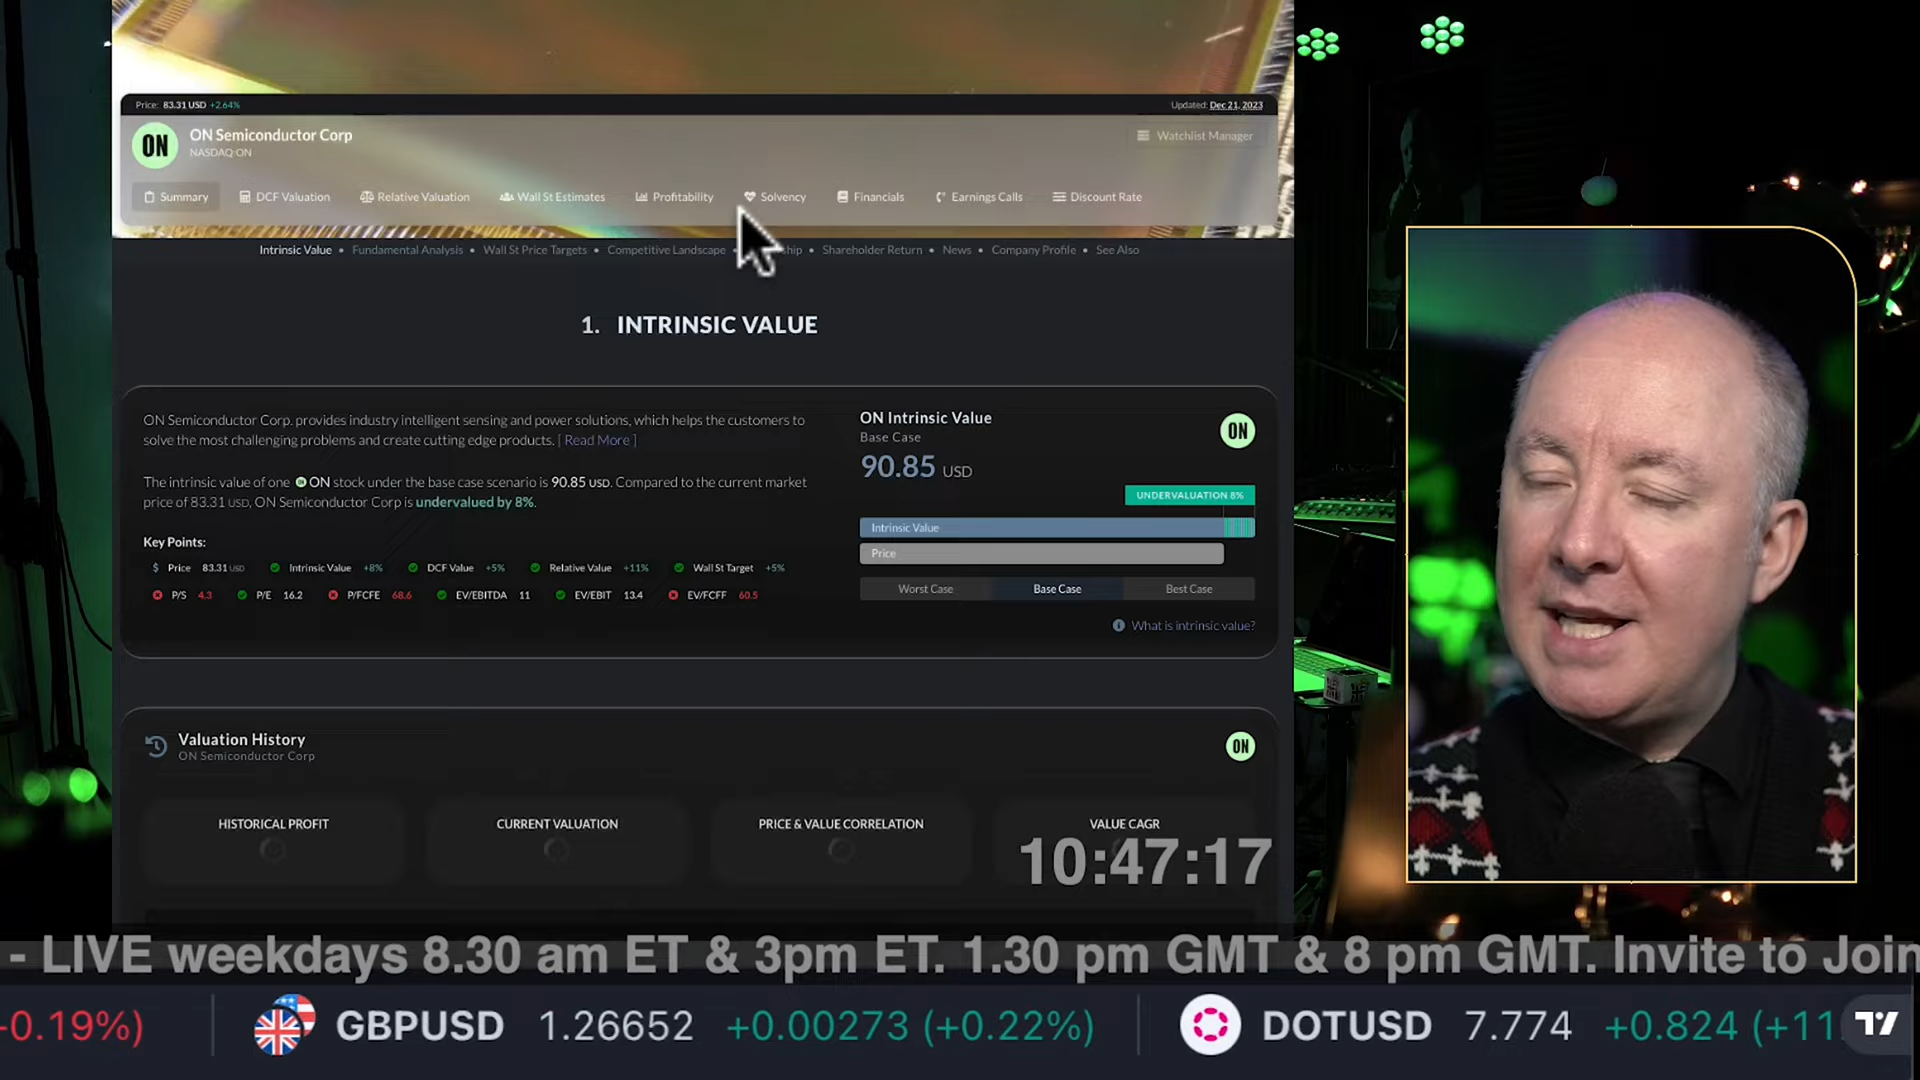 Price: 83.31 USD +2.64%
Updated: Dec 21, 2023
ON
ON Semiconductor Corp
NASDAQ:ON
Watchlist Manager
Summary
DCF Valuation
Relative Valuation
Wall St Estimates
Profitability
Solvency
Financials
Earnings Calls
Discount Rate
Intrinsic Value • Fundamental Analysis • Wall St Price Targets • Competitive Landscape • • Shareholder Return • News • Company Profile • See Also
1. INTRINSIC VALUE
ON Semiconductor Corp. provides industry intelligent sensing and power solutions, which helps the customers to
solve the most challenging problems and create cutting edge products. [ Read More ]
The intrinsic value of one ON stock under the base case scenario is 90.85 USD. Compared to the current market
price of 83.31 USD, ON Semiconductor Corp is undervalued by 8%.
Key Points:
$ Price 83.31 USD Intrinsic Value +8% DCF Value +5% Relative Value +11% Wall St Target +5%
P/S 4.3 P/E 16.2 P/FCFE 68.6 EV/EBITDA 11 EV/EBIT 13.4 EV/FCFF 60.5
ON Intrinsic Value
Base Case
90.85 USD
ON
UNDERVALUATION 8%
Intrinsic Value
Price
Worst Case
Base Case
Best Case
What is intrinsic value?
Valuation History
ON Semiconductor Corp
ON
HISTORICAL PROFIT
CURRENT VALUATION
PRICE & VALUE CORRELATION
VALUE CAGR
10:47:17
- LIVE weekdays 8.30 am ET & 3pm ET. 1.30 pm GMT & 8 pm GMT. Invite to Join
-0.19%)
GBPUSD 1.26652 +0.00273 (+0.22%)
DOTUSD 7.774 +0.824 (+11